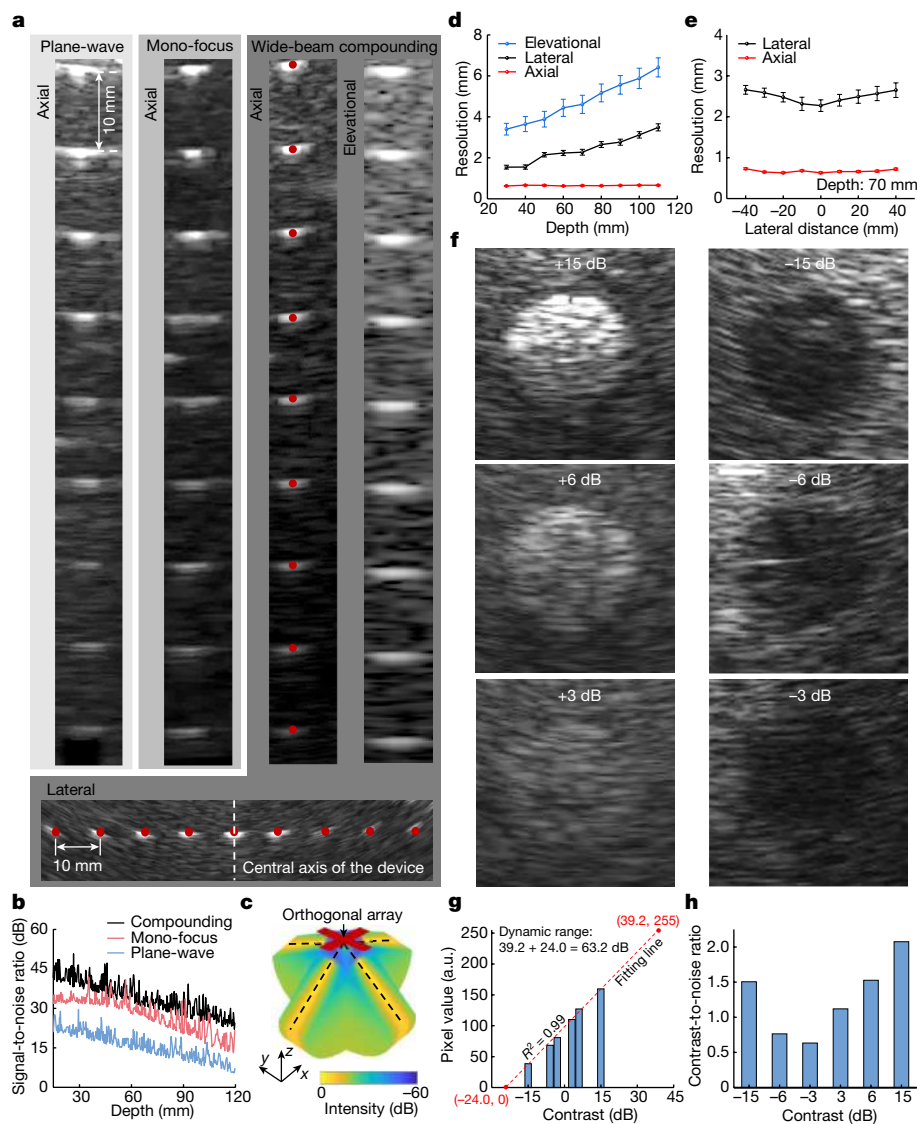 a
Plane-wave
Mono-focus
Wide-beam compounding
Axial
10 mm
Axial
Axial
Elevational
Lateral
10 mm
Central axis of the device
b
Compounding
Mono-focus
Plane-wave
Signal-to-noise ratio (dB)
60
45
30
15
0
30 60 90 120
Depth (mm)
c
Orthogonal array
y z x
0 −60
Intensity (dB)
d
Elevational
Lateral
Axial
Resolution (mm)
8
6
4
2
0
20 40 60 80 100 120
Depth (mm)
e
Lateral
Axial
Resolution (mm)
4
3
2
1
0
Depth: 70 mm
−40 −20 0 20 40
Lateral distance (mm)
f
+15 dB
−15 dB
+6 dB
−6 dB
+3 dB
−3 dB
g
(39.2, 255)
Dynamic range:
39.2 + 24.0 = 63.2 dB
Fitting line
R² = 0.99
Pixel value (a.u.)
250
200
150
100
50
0
(−24.0, 0)
−15 0 15 30 45
Contrast (dB)
h
Contrast-to-noise ratio
2.0
1.5
1.0
0.5
0
−15 −6 −3 3 6 15
Contrast (dB)